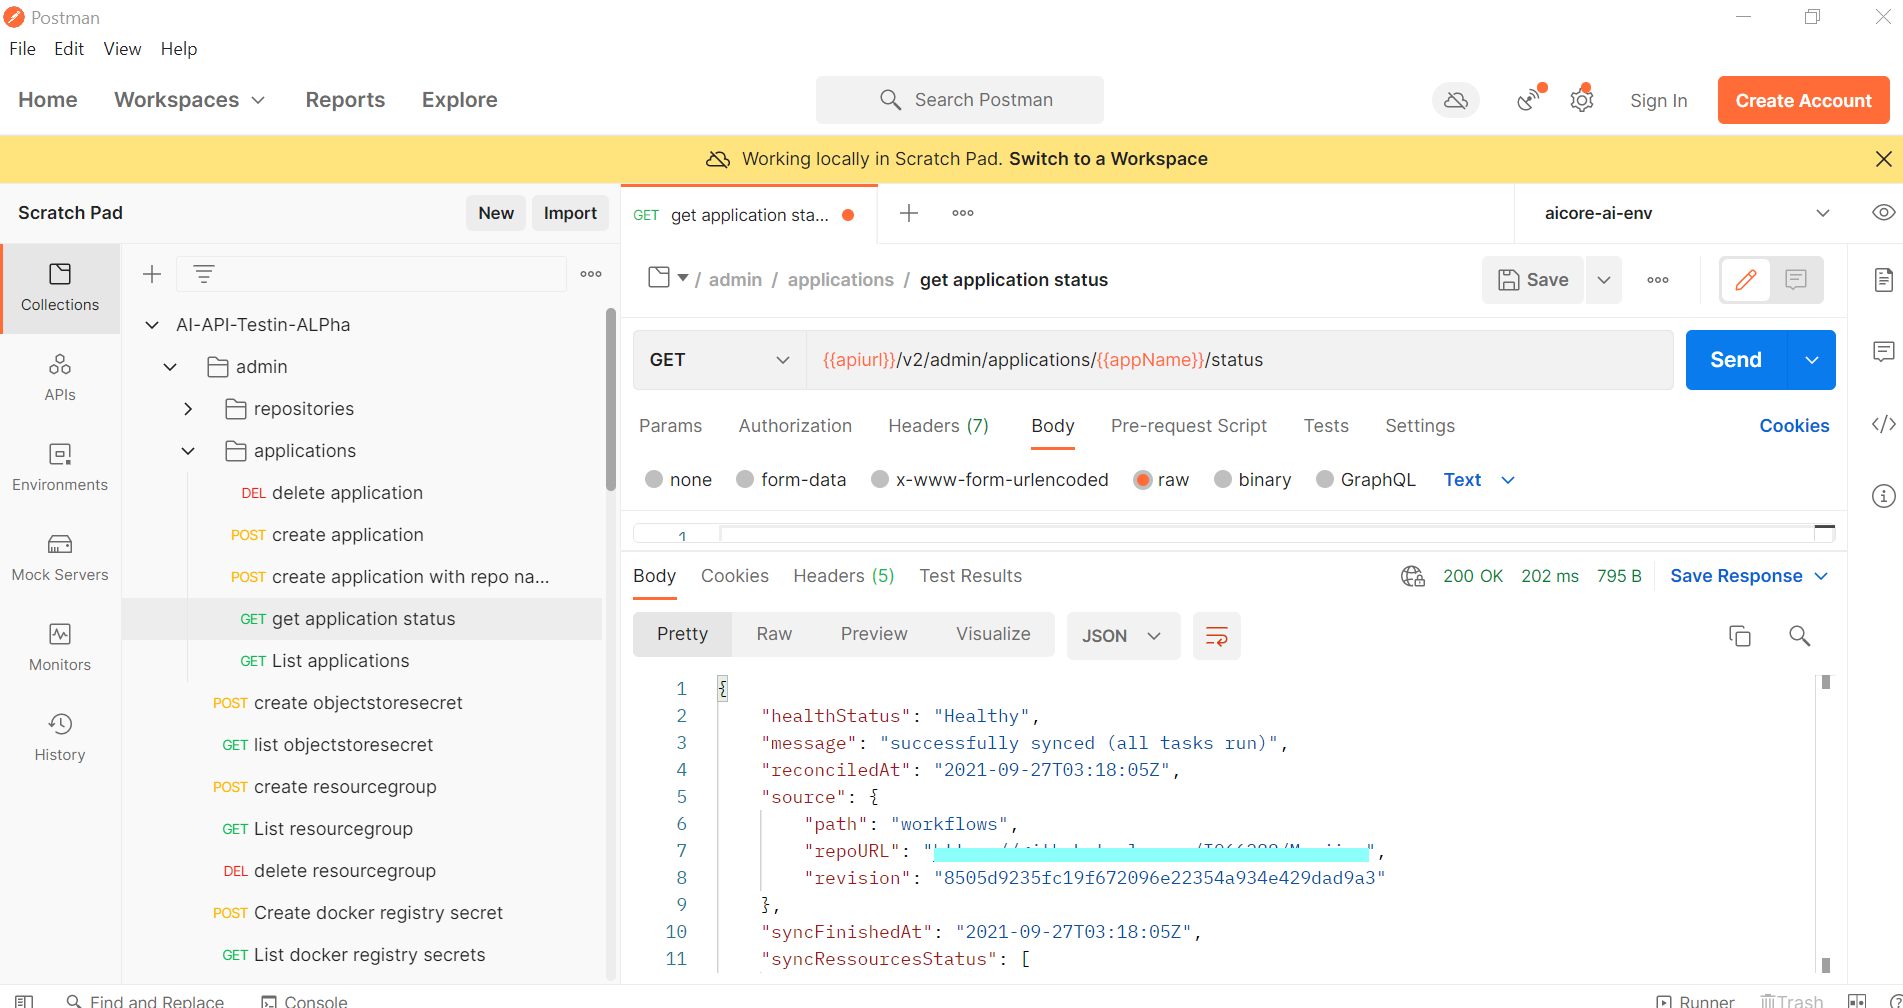 Postman
File Edit View Help
Home Workspaces Reports Explore
Search Postman
Sign In
Create Account
Working locally in Scratch Pad. Switch to a Workspace
Scratch Pad
New Import
GET get application sta...
aicore-ai-env
Collections
APIs
Environments
Mock Servers
Monitors
History
AI-API-Testin-ALPha
admin
repositories
applications
DEL delete application
POST create application
POST create application with repo na...
GET get application status
GET List applications
POST create objectstoresecret
GET list objectstoresecret
POST create resourcegroup
GET List resourcegroup
DEL delete resourcegroup
POST Create docker registry secret
GET List docker registry secrets
/ admin / applications / get application status
Save
GET {{apiurl}}/v2/admin/applications/{{appName}}/status
Send
Params Authorization Headers (7) Body Pre-request Script Tests Settings Cookies
none form-data x-www-form-urlencoded raw binary GraphQL Text
1
Body Cookies Headers (5) Test Results
200 OK 202 ms 795 B Save Response
Pretty Raw Preview Visualize JSON
1 {
2 "healthStatus": "Healthy",
3 "message": "successfully synced (all tasks run)",
4 "reconciledAt": "2021-09-27T03:18:05Z",
5 "source": {
6 "path": "workflows",
7 "repoURL": "",
8 "revision": "8505d9235fc19f672096e22354a934e429dad9a3"
9 },
10 "syncFinishedAt": "2021-09-27T03:18:05Z",
11 "syncRessourcesStatus": [
Find and Replace Console Runner Trash